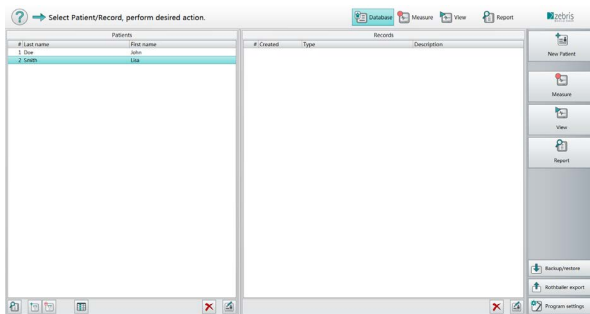 ? Select Patient/Record, perform desired action.
Database Measure View Report
zebris
Patients
# Last name First name
1 Doe John
2 Smith Lisa
Records
# Created Type Description
New Patient
Measure
View
Report
Backup/restore
Rothballer export
Program settings